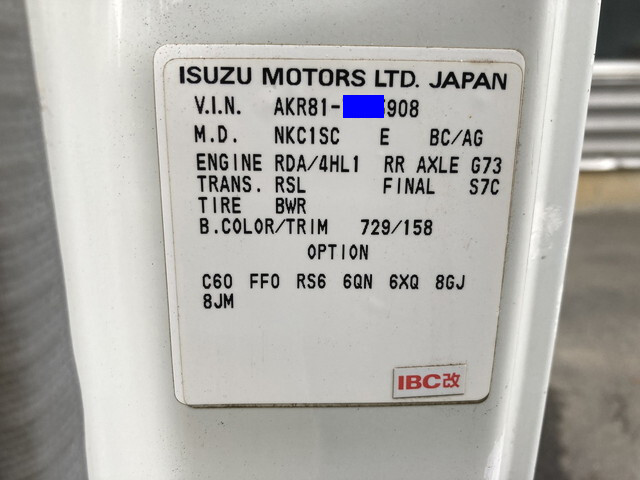 ISUZU MOTORS LTD. JAPAN
V.I.N. AKR81- 908
M.D. NKC1SC E BC/AG
ENGINE RDA/4HL1 RR AXLE G73
TRANS. RSL FINAL S7C
TIRE BWR
B.COLOR/TRIM 729/158
OPTION
C60 FF0 RS6 6QN 6XQ 8GJ
8JM
IBC改